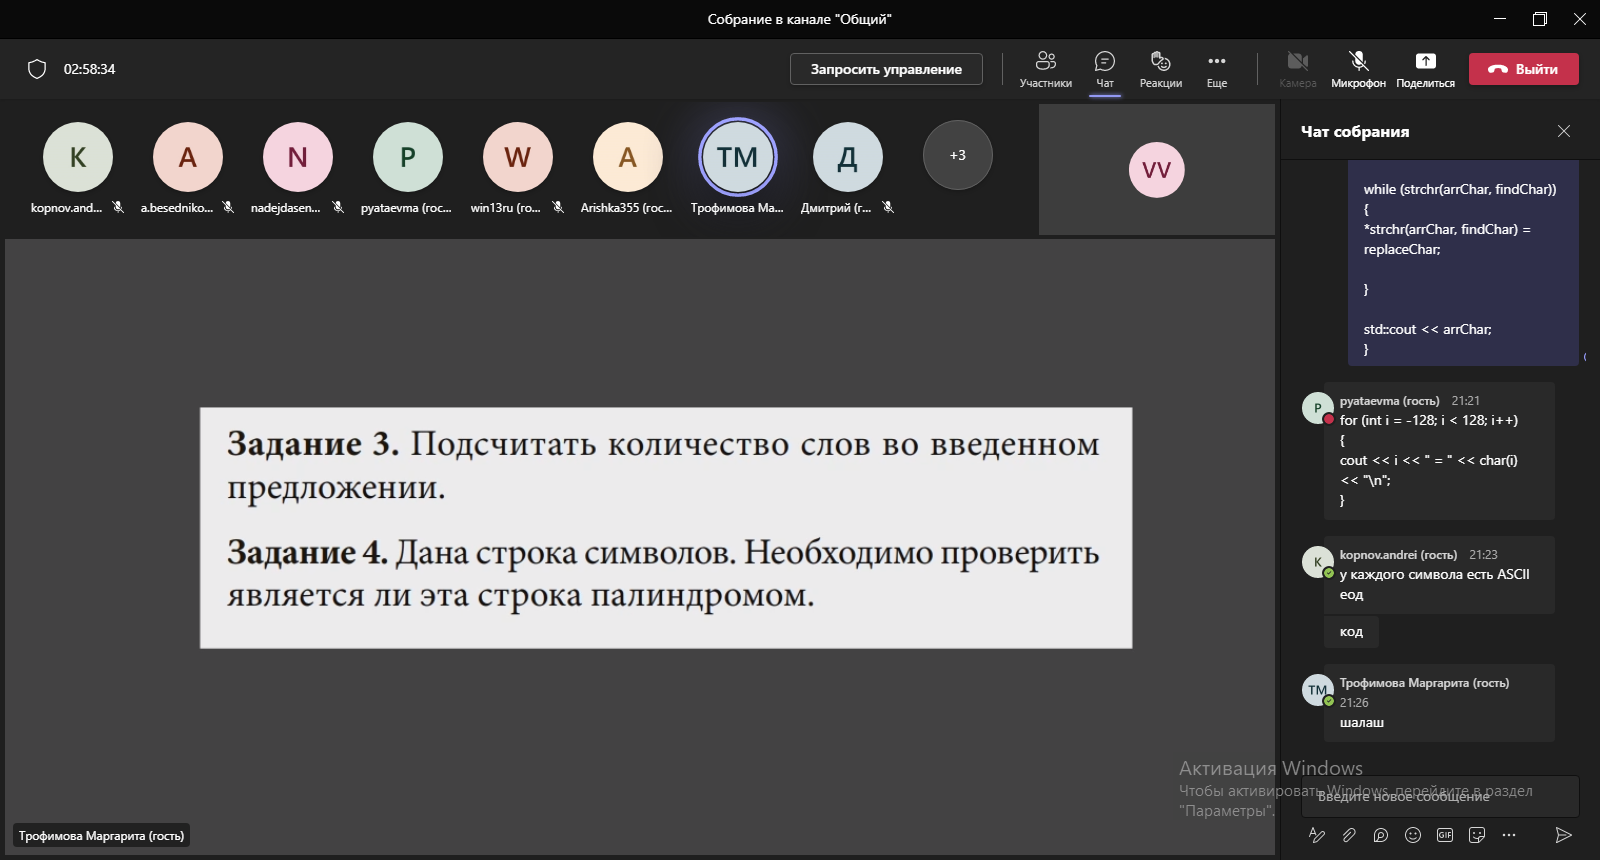 Собрание в канале "Общий"
02:58:34
Запросить управление
Участники
Чат
Реакции
Еще
Камера
Микрофон
Поделиться
Выйти
K
A
N
P
W
A
TM
Д
+3
VV
kopnov.and...
a.besedniko...
nadejdasen...
pyataevma (гос...
win13ru (го...
Arishka355 (гос...
Трофимова Ма...
Дмитрий (г...
Задание 3. Подсчитать количество слов во введенном
предложении.
Задание 4. Дана строка символов. Необходимо проверить
является ли эта строка палиндромом.
Трофимова Маргарита (гость)
Чат собрания
while (strchr(arrChar, findChar))
{
*strchr(arrChar, findChar) =
replaceChar;
}
std::cout << arrChar;
}
P
pyataevma (гость) 21:21
for (int i = -128; i < 128; i++)
{
cout << i << " = " << char(i)
<< "\n";
}
K
kopnov.andrei (гость) 21:23
у каждого символа есть ASCII
еод
код
TM
Трофимова Маргарита (гость)
21:26
шалаш
Активация Windows
Чтобы активировать Windows, перейдите в раздел
"Параметры".
Введите новое сообщение
GIF